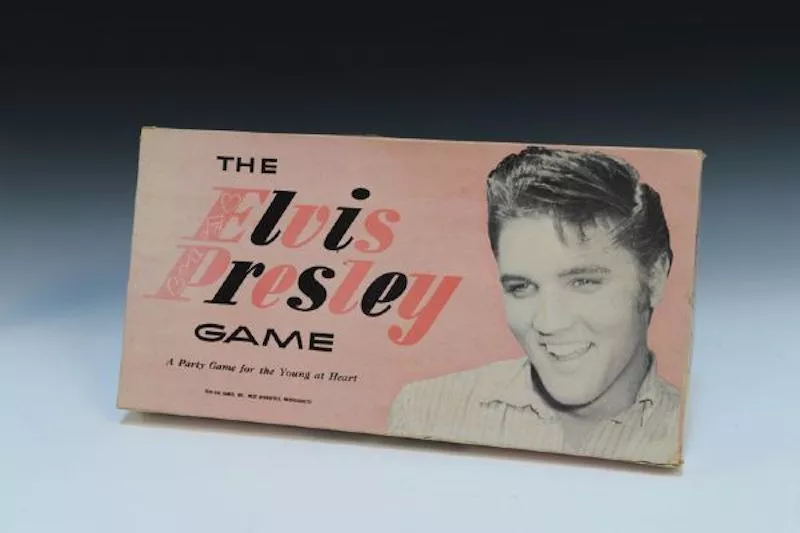 THE
Elvis
Presley
GAME
A Party Game for the Young at Heart